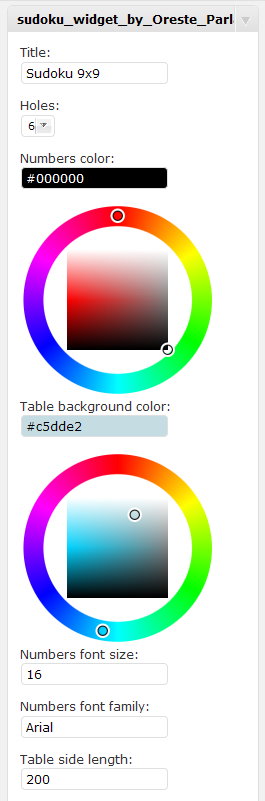 sudoku_widget_by_Oreste_Parl
Title:
Sudoku 9x9
Holes:
6
Numbers color:
#000000
Table background color:
#c5dde2
Numbers font size:
16
Numbers font family:
Arial
Table side length:
200